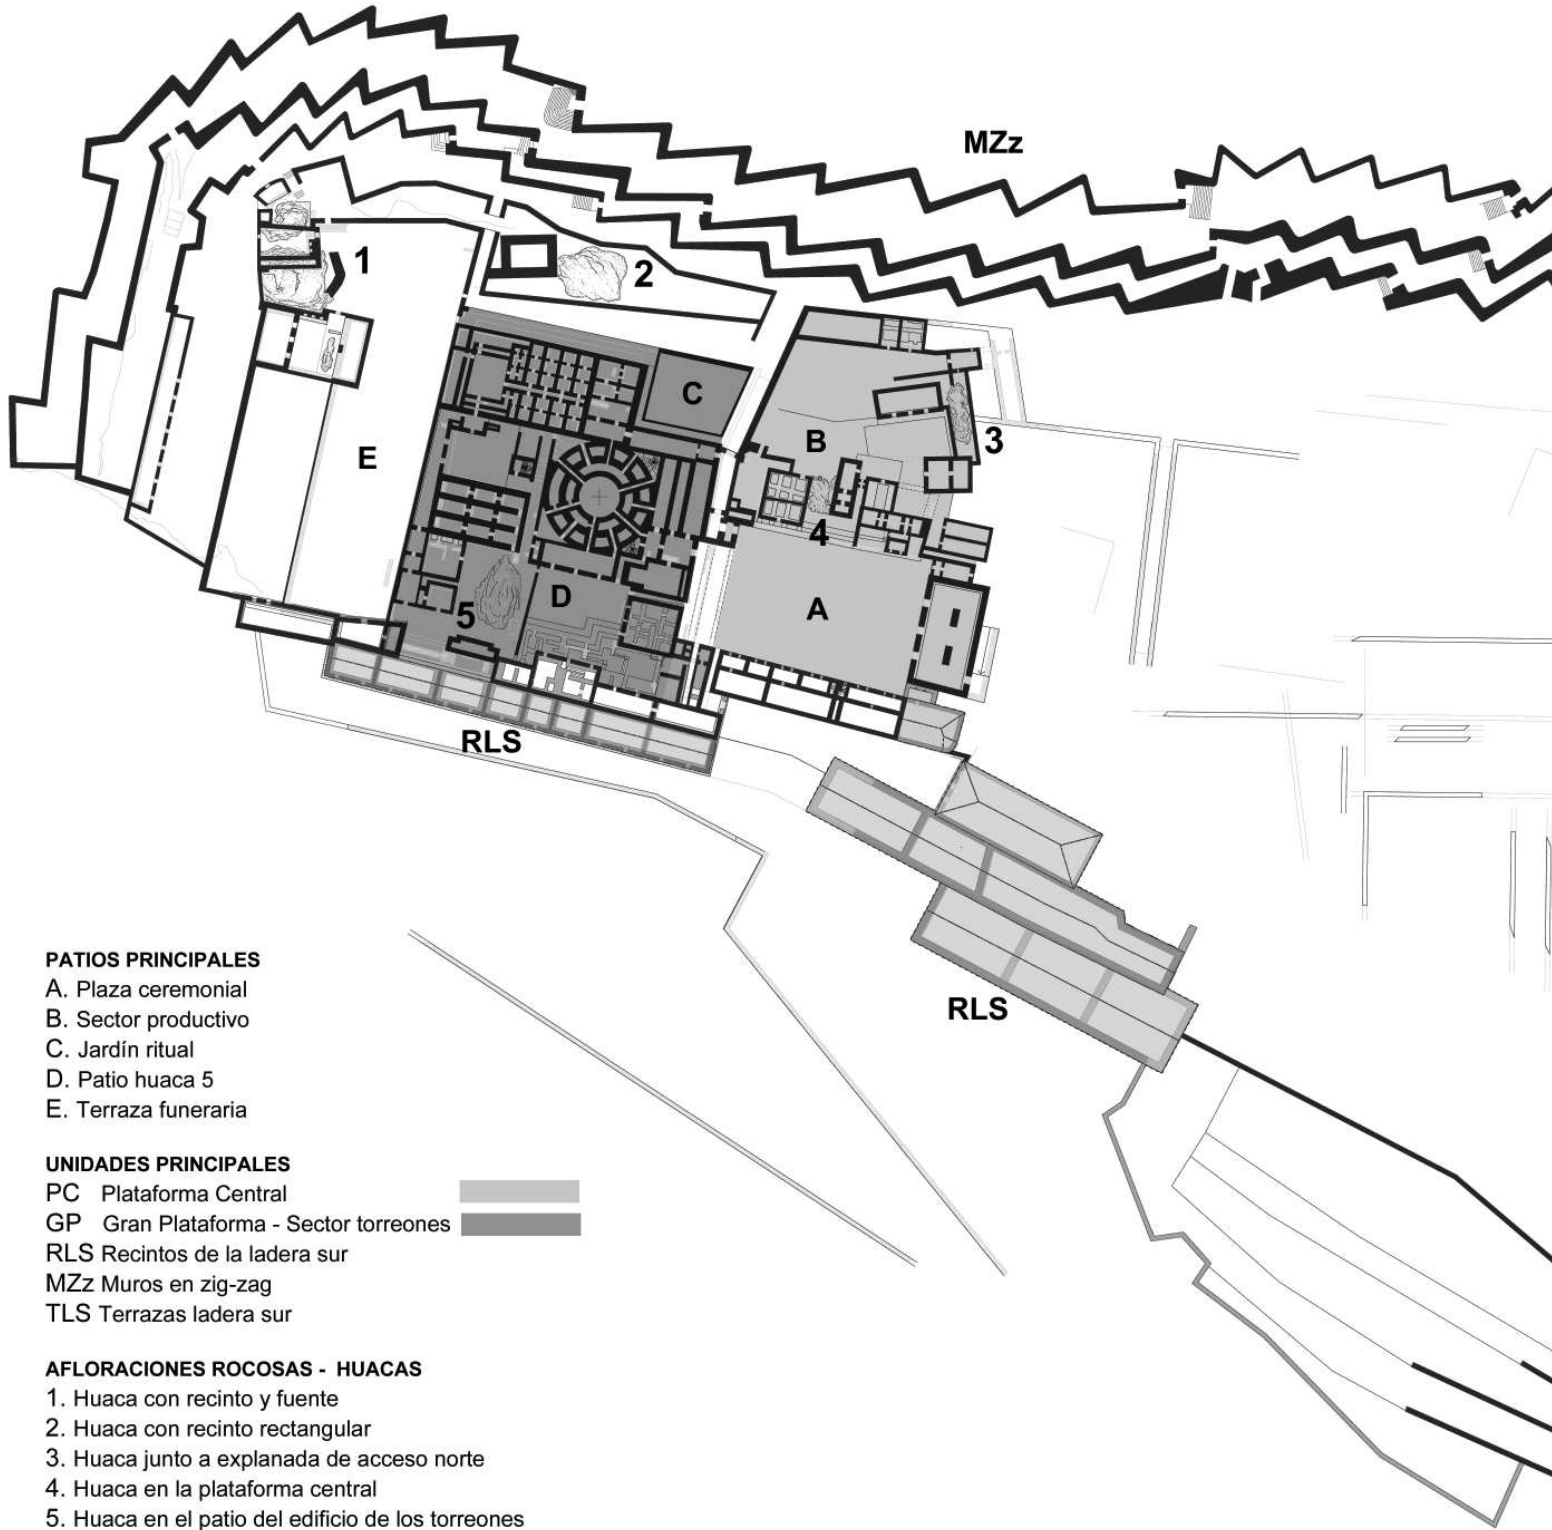 MZz
1
2
C
B
3
E
4
5
D
A
RLS
RLS
PATIOS PRINCIPALES
A. Plaza ceremonial
B. Sector productivo
C. Jardín ritual
D. Patio huaca 5
E. Terraza funeraria
UNIDADES PRINCIPALES
PC Plataforma Central
GP Gran Plataforma - Sector torreones
RLS Recintos de la ladera sur
MZz Muros en zig-zag
TLS Terrazas ladera sur
AFLORACIONES ROCOSAS - HUACAS
1. Huaca con recinto y fuente
2. Huaca con recinto rectangular
3. Huaca junto a explanada de acceso norte
4. Huaca en la plataforma central
5. Huaca en el patio del edificio de los torreones